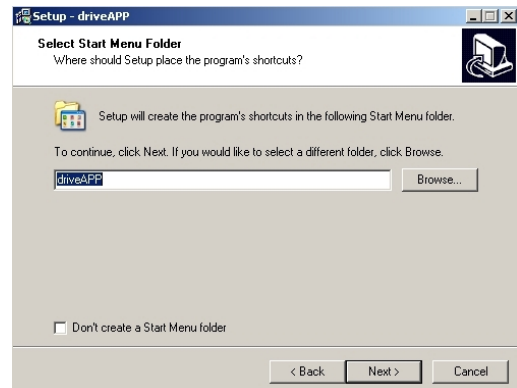 Setup - driveAPP
Select Start Menu Folder
Where should Setup place the program's shortcuts?
Setup will create the program's shortcuts in the following Start Menu folder.
To continue, click Next. If you would like to select a different folder, click Browse.
driveAPP
Browse...
Don't create a Start Menu folder
< Back
Next >
Cancel